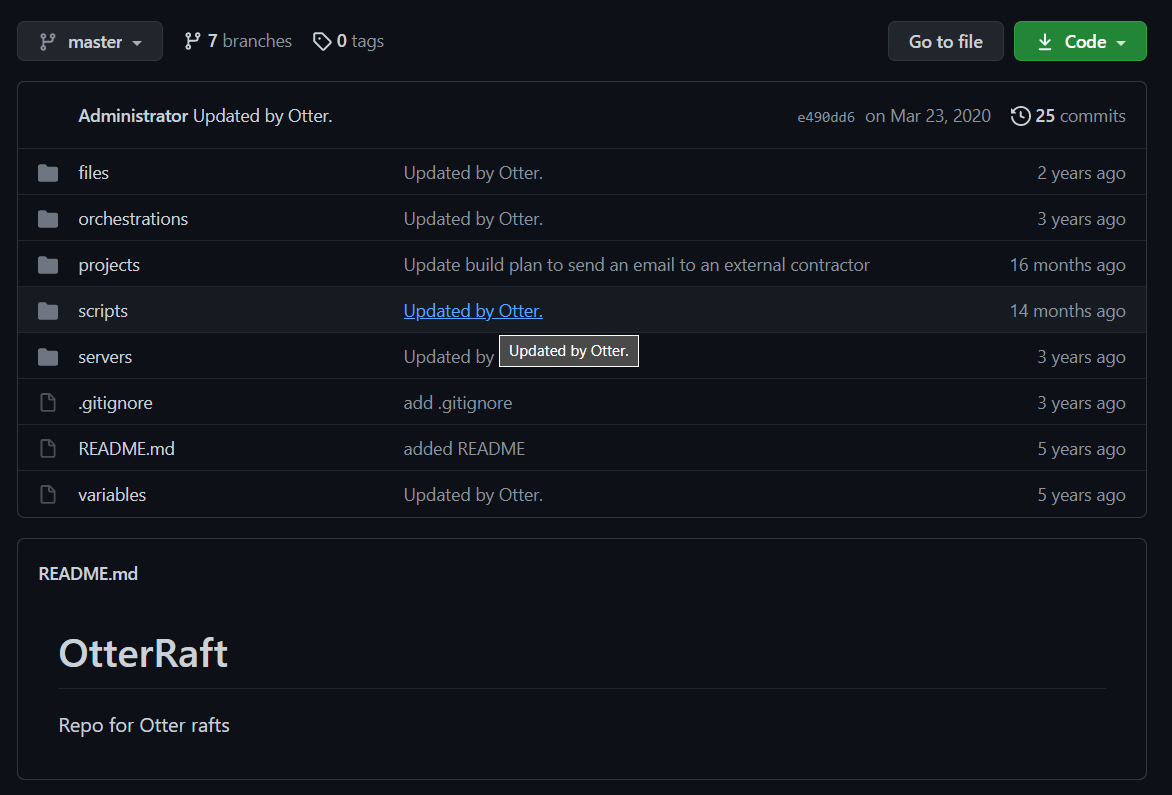 master 7 branches 0 tags Go to file Code
Administrator Updated by Otter. e490dd6 on Mar 23, 2020 25 commits
files Updated by Otter. 2 years ago
orchestrations Updated by Otter. 3 years ago
projects Update build plan to send an email to an external contractor 16 months ago
scripts Updated by Otter. 14 months ago
servers Updated by 3 years ago
Updated by Otter.
.gitignore add .gitignore 3 years ago
README.md added README 5 years ago
variables Updated by Otter. 5 years ago
README.md
OtterRaft
Repo for Otter rafts